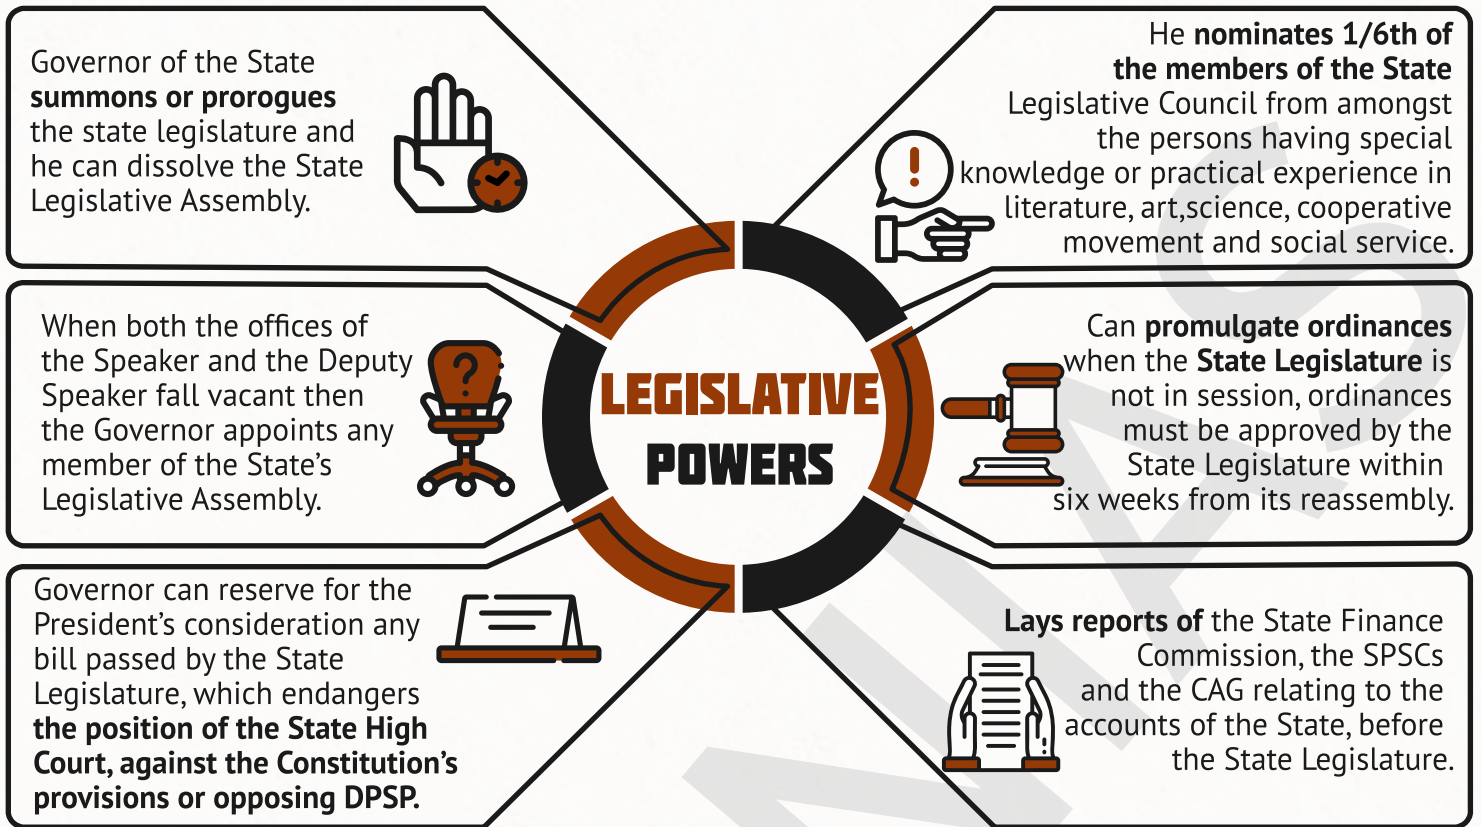 Governor of the State
summons or prorogues
the state legislature and
he can dissolve the State
Legislative Assembly.
He nominates 1/6th of
the members of the State
Legislative Council from amongst
the persons having special
knowledge or practical experience in
literature, art,science, cooperative
movement and social service.
When both the offices of
the Speaker and the Deputy
Speaker fall vacant then
the Governor appoints any
member of the State’s
Legislative Assembly.
LEGISLATIVE
POWERS
Can promulgate ordinances
when the State Legislature is
not in session, ordinances
must be approved by the
State Legislature within
six weeks from its reassembly.
Governor can reserve for the
President’s consideration any
bill passed by the State
Legislature, which endangers
the position of the State High
Court, against the Constitution’s
provisions or opposing DPSP.
Lays reports of the State Finance
Commission, the SPSCs
and the CAG relating to the
accounts of the State, before
the State Legislature.